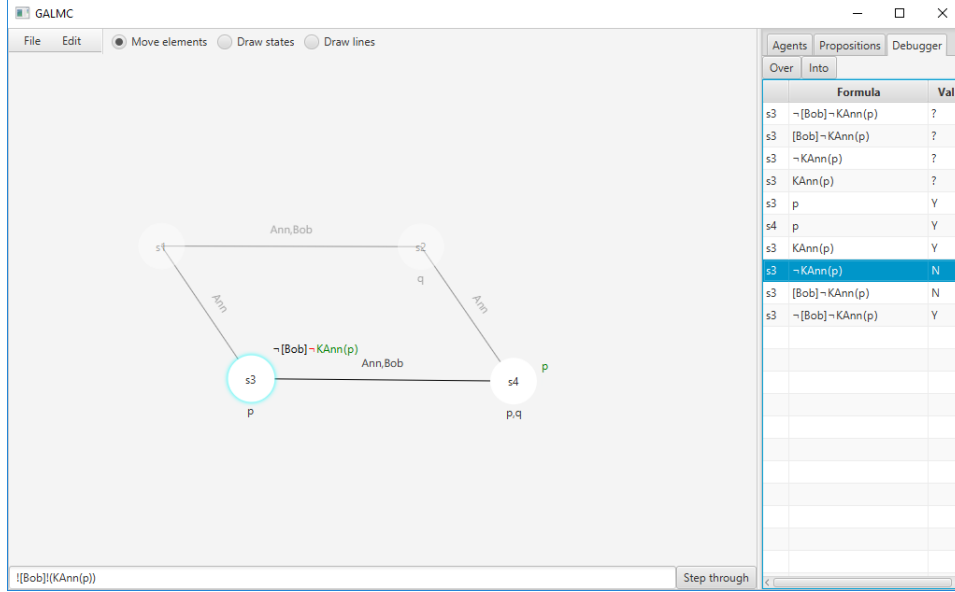 GALMC
File Edit Move elements Draw states Draw lines
Agents Propositions Debugger
Over Into
Formula Val
s3 ¬[Bob]¬KAnn(p) ?
s3 [Bob]¬KAnn(p) ?
s3 ¬KAnn(p) ?
s3 KAnn(p) ?
s3 p Y
s4 p Y
s3 KAnn(p) Y
s3 ¬KAnn(p) N
s3 [Bob]¬KAnn(p) N
s3 ¬[Bob]¬KAnn(p) Y
Ann,Bob
s1 s2
q
Ann Ann
¬[Bob]¬KAnn(p)
Ann,Bob
p
s3 s4
p p,q
![Bob]!(KAnn(p)) Step through